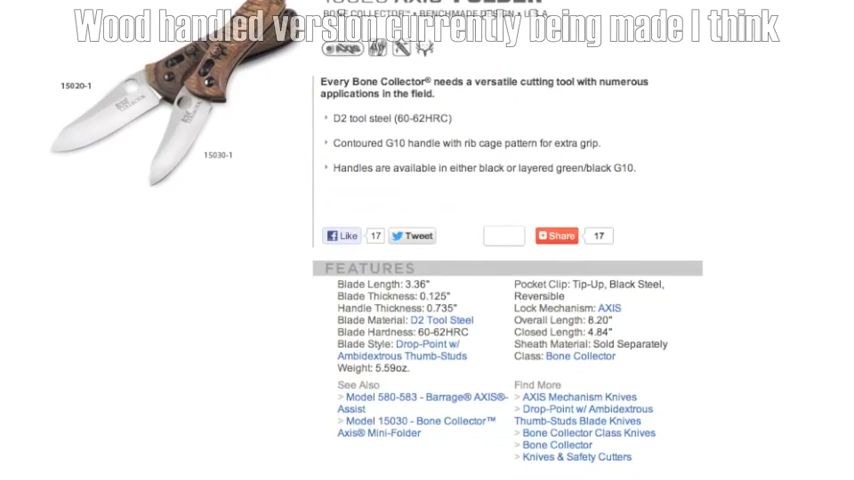 Wood handled version currently being made I think
AXIS FOLDER
BONE COLLECTOR™ • BENCHMADE DESIGN • U.S.A.
AXIS
15020-1
15030-1
Every Bone Collector® needs a versatile cutting tool with numerous
applications in the field.
D2 tool steel (60-62HRC)
Contoured G10 handle with rib cage pattern for extra grip.
Handles are available in either black or layered green/black G10.
Like 17 Tweet Share 17
FEATURES
Blade Length: 3.36"
Blade Thickness: 0.125"
Handle Thickness: 0.735"
Blade Material: D2 Tool Steel
Blade Hardness: 60-62HRC
Blade Style: Drop-Point w/
Ambidextrous Thumb-Studs
Weight: 5.59oz.
Pocket Clip: Tip-Up, Black Steel,
Reversible
Lock Mechanism: AXIS
Overall Length: 8.20"
Closed Length: 4.84"
Sheath Material: Sold Separately
Class: Bone Collector
See Also
> Model 580-583 - Barrage® AXIS®-
Assist
> Model 15030 - Bone Collector™
Axis® Mini-Folder
Find More
> AXIS Mechanism Knives
> Drop-Point w/ Ambidextrous
Thumb-Studs Blade Knives
> Bone Collector Class Knives
> Bone Collector
> Knives & Safety Cutters